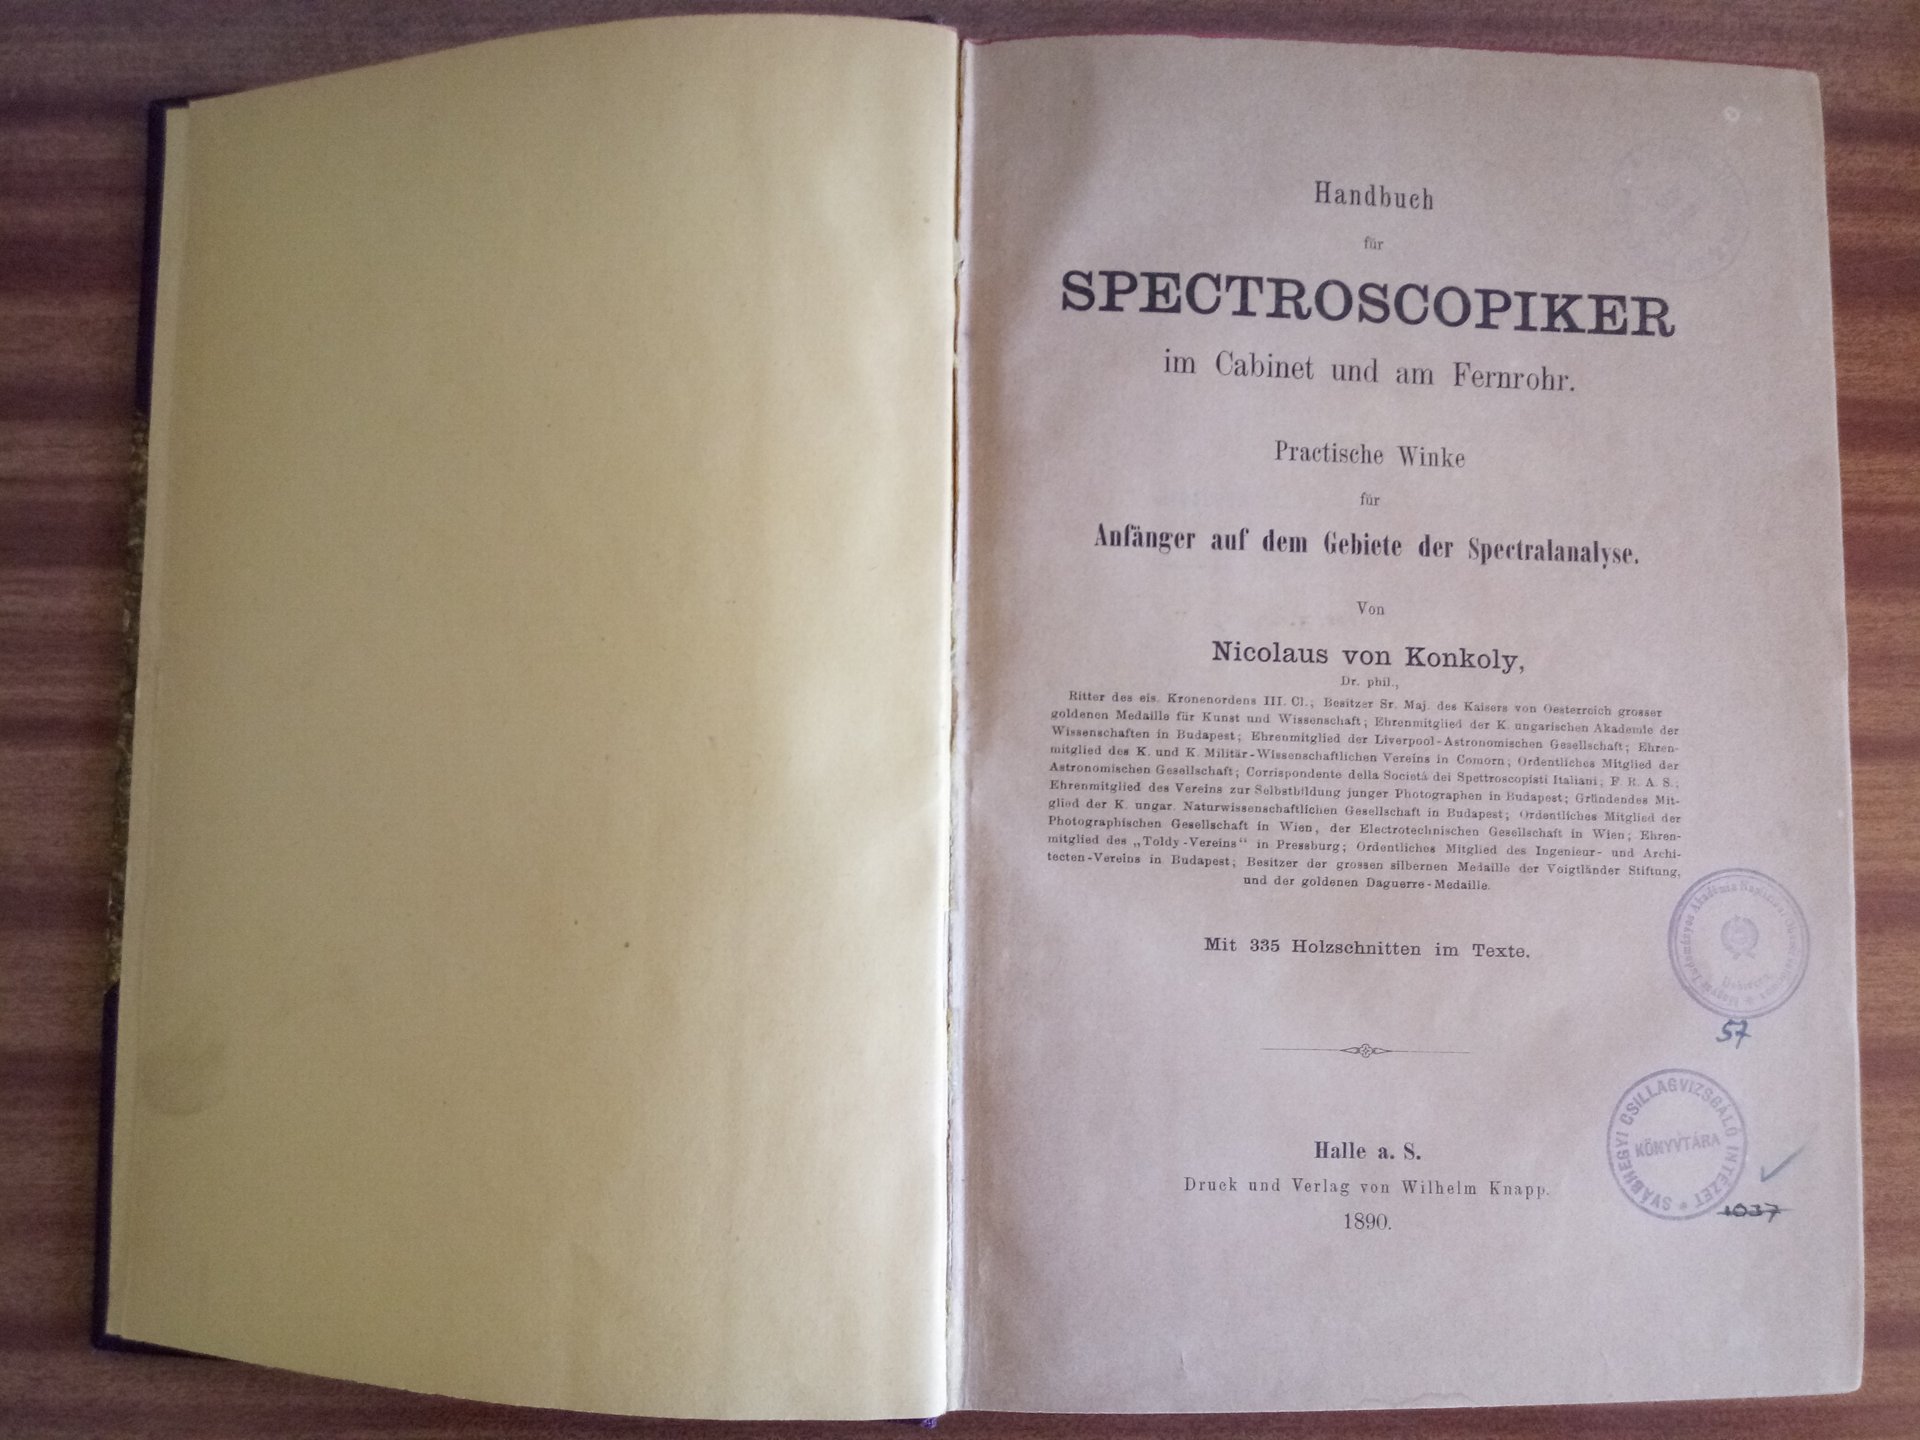 Handbuch
für
SPECTROSCOPIKER
im Cabinet und am Fernrohr.
Practische Winke
für
Anfänger auf dem Gebiete der Spectralanalyse.
Von
Nicolaus von Konkoly,
Dr. phil.,
Ritter des eis. Kronenordens III. Cl.; Besitzer Sr. Maj. des Kaisers von Oesterreich grosser
goldenen Medaille für Kunst und Wissenschaft; Ehrenmitglied der K. ungarischen Akademie der
Wissenschaften in Budapest; Ehrenmitglied der Liverpool-Astronomischen Gesellschaft; Ehren-
mitglied des K. und K. Militär-Wissenschaftlichen Vereins in Comorn; Ordentliches Mitglied der
Astronomischen Gesellschaft; Corrispondente della Societá dei Spettroscopisti Italiani; F. R. A. S.;
Ehrenmitglied des Vereins zur Selbstbildung junger Photographen in Budapest; Gründendes Mit-
glied der K. ungar. Naturwissenschaftlichen Gesellschaft in Budapest; Ordentliches Mitglied der
Photographischen Gesellschaft in Wien, der Electrotechnischen Gesellschaft in Wien; Ehren-
mitglied des „Toldy-Vereins“ in Pressburg; Ordentliches Mitglied des Ingenieur- und Archi-
tecten-Vereins in Budapest; Besitzer der grossen silbernen Medaille der Voigtländer Stiftung,
und der goldenen Daguerre-Medaille.
Mit 335 Holzschnitten im Texte.
Magyar Tudományos Akadémia
Debrecen
57
SVÁBHEGYI CSILLAGVIZSGÁLÓ INTÉZET
KÖNYVTÁRA
1037
Halle a. S.
Druck und Verlag von Wilhelm Knapp.
1890.